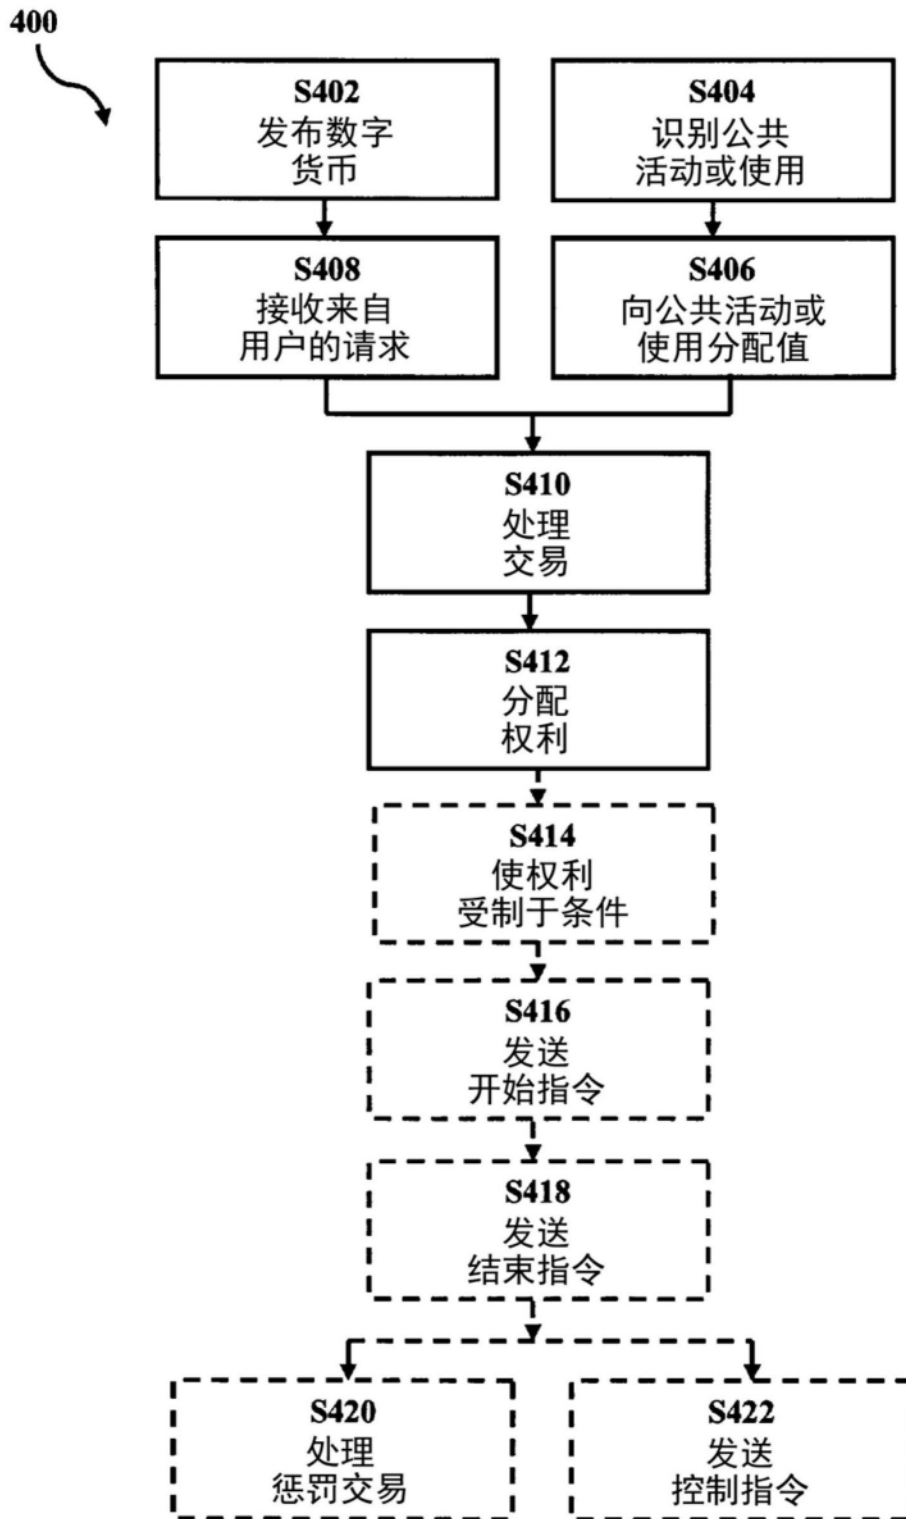 400
S402
发布数字
货币
S404
识别公共
活动或使用
S408
接收来自
用户的请求
S406
向公共活动或
使用分配值
S410
处理
交易
S412
分配
权利
S414
使权利
受制于条件
S416
发送
开始指令
S418
发送
结束指令
S420
处理
惩罚交易
S422
发送
控制指令